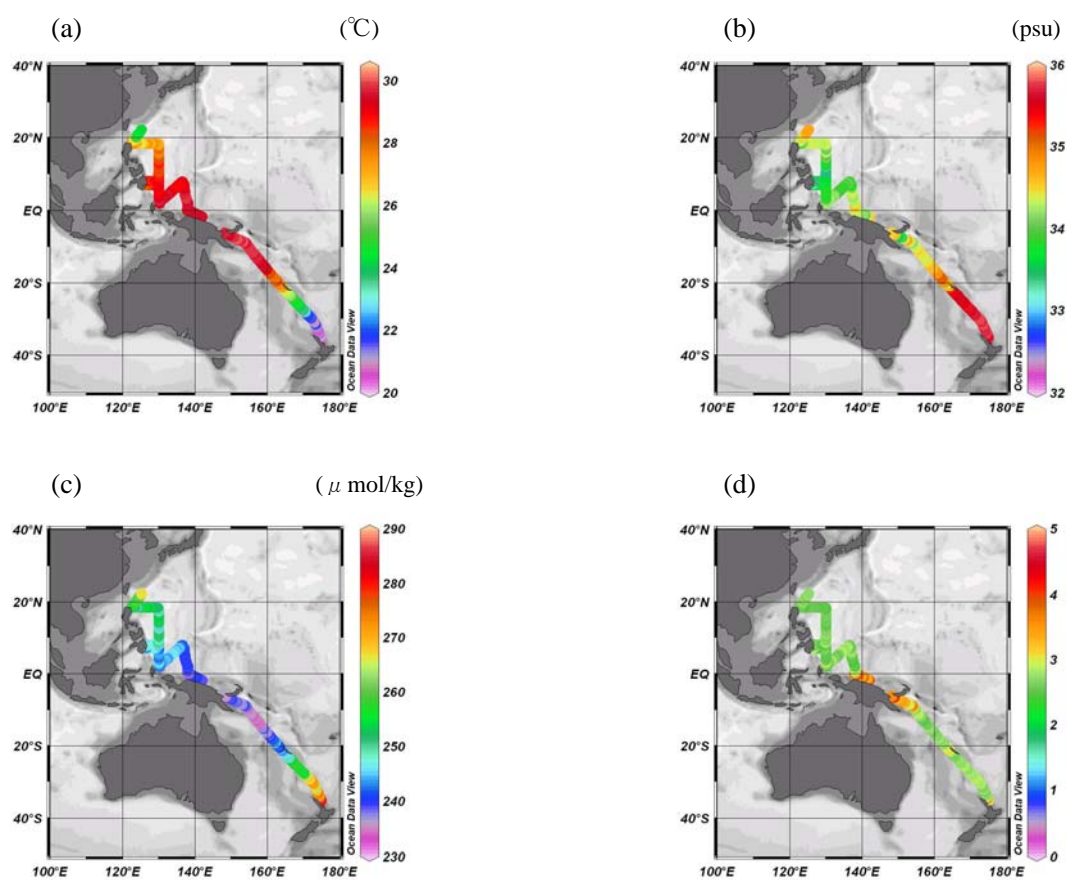 (a) (℃)
40°N
20°N
EQ
20°S
40°S
100°E 120°E 140°E 160°E 180°E
Ocean Data View
30
28
26
24
22
20
(b) (psu)
40°N
20°N
EQ
20°S
40°S
100°E 120°E 140°E 160°E 180°E
Ocean Data View
36
35
34
33
32
(c) (μ mol/kg)
40°N
20°N
EQ
20°S
40°S
100°E 120°E 140°E 160°E 180°E
Ocean Data View
290
280
270
260
250
240
230
(d)
40°N
20°N
EQ
20°S
40°S
100°E 120°E 140°E 160°E 180°E
Ocean Data View
5
4
3
2
1
0